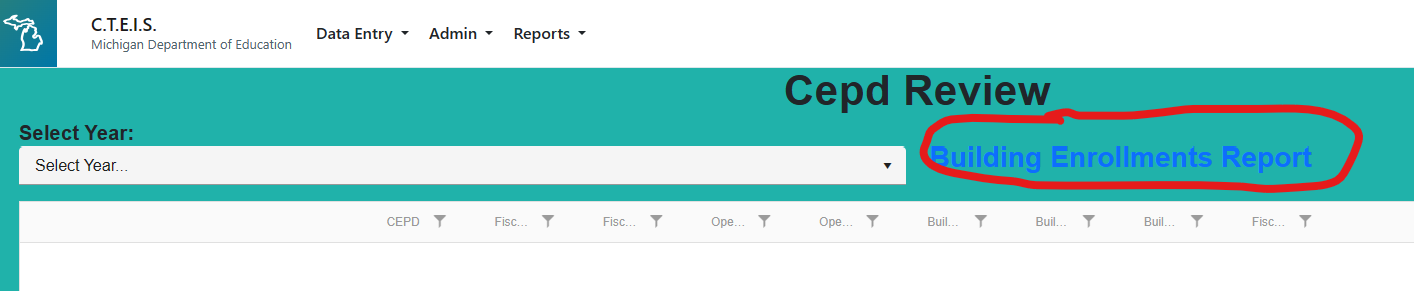 C.T.E.I.S.
Michigan Department of Education
Data Entry Admin Reports
Cepd Review
Select Year:
Select Year...
Building Enrollments Report
CEPD Fisc... Fisc... Ope... Ope... Buil... Buil... Buil... Fisc...